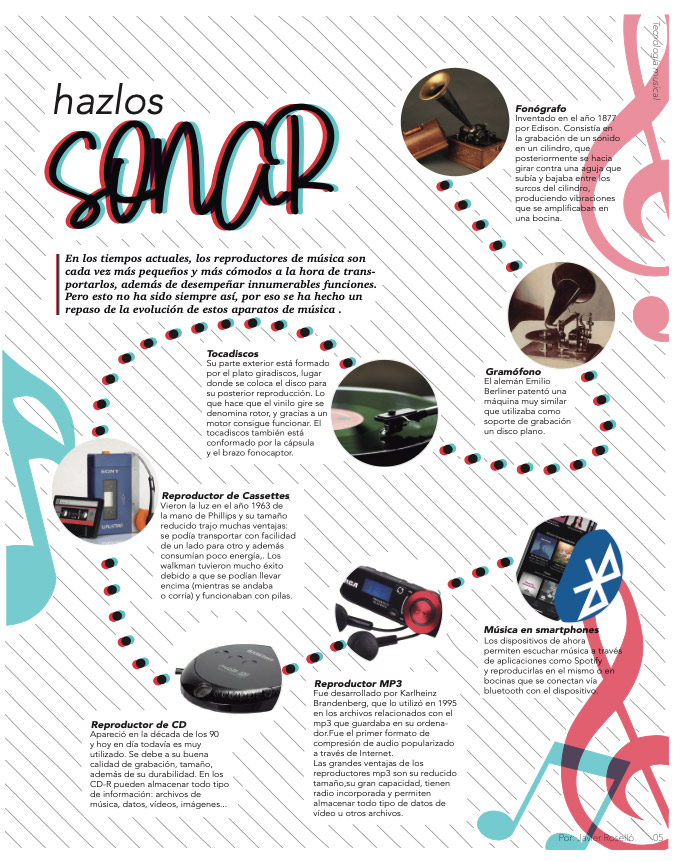 Tecnología musical
hazlos
SONAR
En los tiempos actuales, los reproductores de música son
cada vez más pequeños y más cómodos a la hora de trans-
portarlos, además de desempeñar innumerables funciones.
Pero esto no ha sido siempre así, por eso se ha hecho un
repaso de la evolución de estos aparatos de música .
Fonógrafo
Inventado en el año 1877
por Edison. Consistía en
la grabación de un sonido
en un cilindro, que
posteriormente se hacía
girar contra una aguja que
subía y bajaba entre los
surcos del cilindro,
produciendo vibraciones
que se amplificaban en
una bocina.
Gramófono
El alemán Emilio
Berliner patentó una
máquina muy similar
que utilizaba como
soporte de grabación
un disco plano.
Tocadiscos
Su parte exterior está formado
por el plato giradiscos, lugar
donde se coloca el disco para
su posterior reproducción. Lo
que hace que el vinilo gire se
denomina rotor, y gracias a un
motor consigue funcionar. El
tocadiscos también está
conformado por la cápsula
y el brazo fonocaptor.
SONY
Reproductor de Cassettes
Vieron la luz en el año 1963 de
la mano de Phillips y su tamaño
reducido trajo muchas ventajas:
se podía transportar con facilidad
de un lado para otro y además
consumían poco energía,. Los
walkman tuvieron mucho éxito
debido a que se podían llevar
encima (mientras se andaba
o corría) y funcionaban con pilas.
Reproductor de CD
Apareció en la década de los 90
y hoy en día todavía es muy
utilizado. Se debe a su buena
calidad de grabación, tamaño,
además de su durabilidad. En los
CD-R pueden almacenar todo tipo
de información: archivos de
música, datos, vídeos, imágenes...
RCA
Reproductor MP3
Fue desarrollado por Karlheinz
Brandenberg, que lo utilizó en 1995
en los archivos relacionados con el
mp3 que guardaba en su ordena-
dor.Fue el primer formato de
compresión de audio popularizado
a través de Internet.
Las grandes ventajas de los
reproductores mp3 son su reducido
tamaño,su gran capacidad, tienen
radio incorporada y permiten
almacenar todo tipo de datos de
vídeo u otros archivos.
Música en smartphones
Los dispositivos de ahora
permiten escuchar música a través
de aplicaciones como Spotify
y reproducirlas en el mismo o en
bocinas que se conectan vía
bluetooth con el dispositivo.
Por: Javier Roselló 05